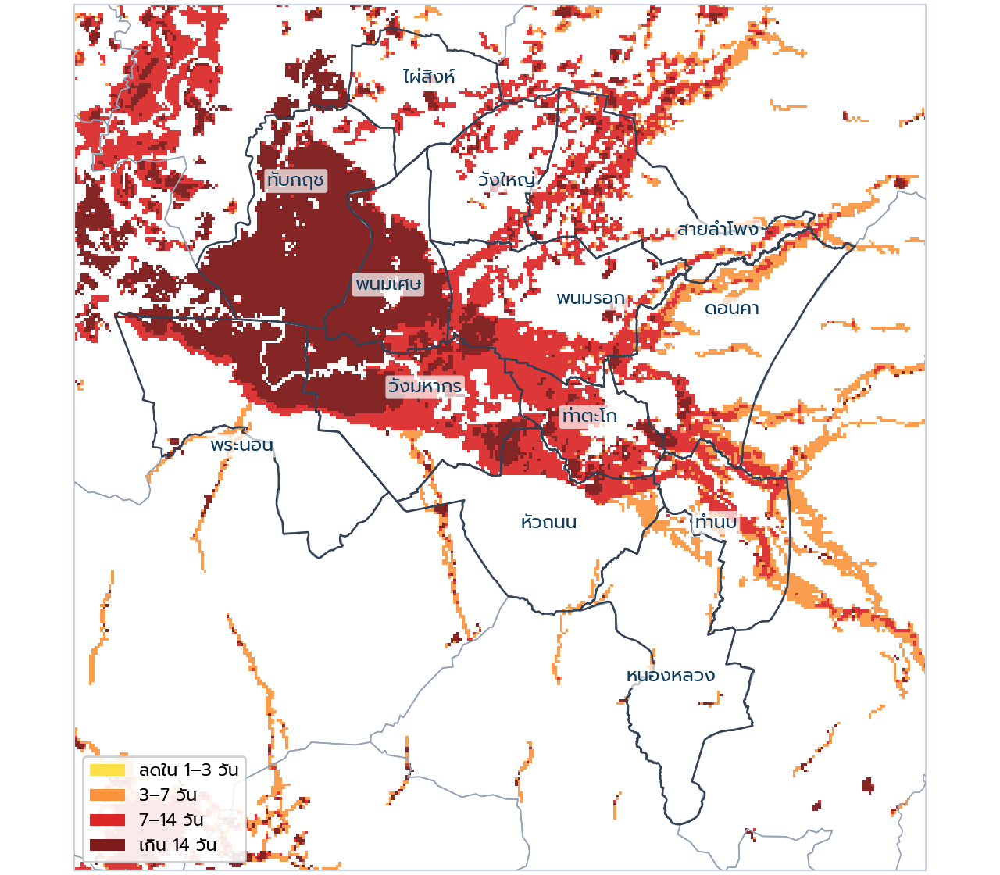 ไผ่สิงห์
ทับกฤช
วังใหญ่
สายลำโพง
พนมเศษ
พนมรอก
ดอนคา
วังมหากร
ท่าตะโก
พระนอน
หัวถนน
ทำนบ
หนองหลวง
ลดใน 1–3 วัน
3–7 วัน
7–14 วัน
เกิน 14 วัน